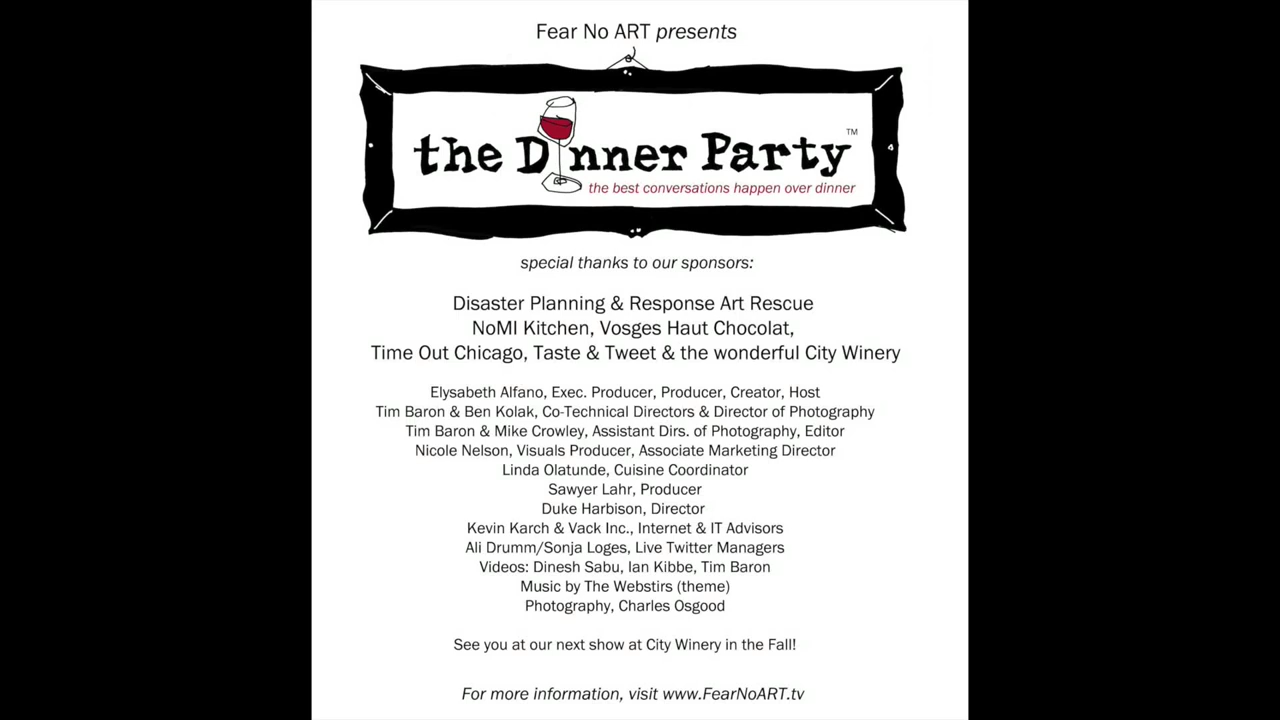 Fear No ART presents
the Dinner Party™
the best conversations happen over dinner
special thanks to our sponsors:
Disaster Planning & Response Art Rescue
NoMI Kitchen, Vosges Haut Chocolat,
Time Out Chicago, Taste & Tweet & the wonderful City Winery
Elysabeth Alfano, Exec. Producer, Producer, Creator, Host
Tim Baron & Ben Kolak, Co-Technical Directors & Director of Photography
Tim Baron & Mike Crowley, Assistant Dirs. of Photography, Editor
Nicole Nelson, Visuals Producer, Associate Marketing Director
Linda Olatunde, Cuisine Coordinator
Sawyer Lahr, Producer
Duke Harbison, Director
Kevin Karch & Vack Inc., Internet & IT Advisors
Ali Drumm/Sonja Loges, Live Twitter Managers
Videos: Dinesh Sabu, Ian Kibbe, Tim Baron
Music by The Webstirs (theme)
Photography, Charles Osgood
See you at our next show at City Winery in the Fall!
For more information, visit www.FearNoART.tv